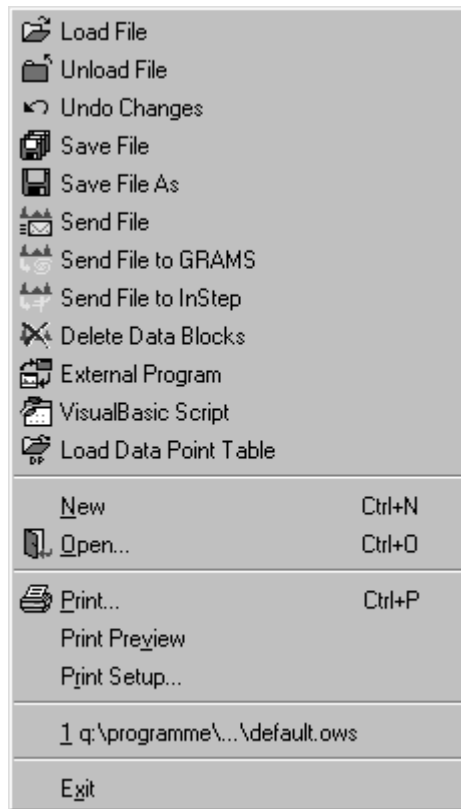 Load File
Unload File
Undo Changes
Save File
Save File As
Send File
Send File to GRAMS
Send File to InStep
Delete Data Blocks
External Program
VisualBasic Script
DP Load Data Point Table
New Ctrl+N
Open... Ctrl+O
Print... Ctrl+P
Print Preview
Print Setup...
1 q:\programme\...\default.ows
Exit